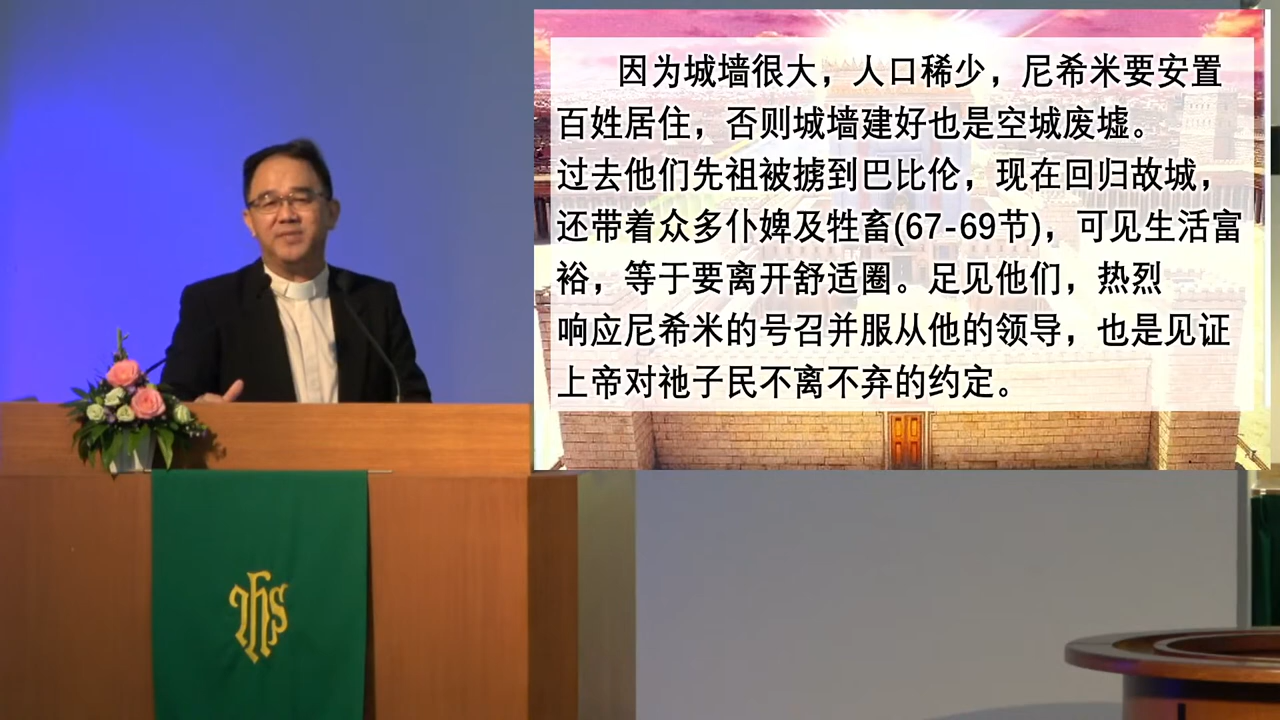 因为城墙很大，人口稀少，尼希米要安置
百姓居住，否则城墙建好也是空城废墟。
过去他们先祖被掳到巴比伦，现在回归故城，
还带着众多仆婢及牲畜(67-69节)，可见生活富
裕，等于要离开舒适圈。足见他们，热烈
响应尼希米的号召并服从他的领导，也是见证
上帝对祂子民不离不弃的约定。
IHS